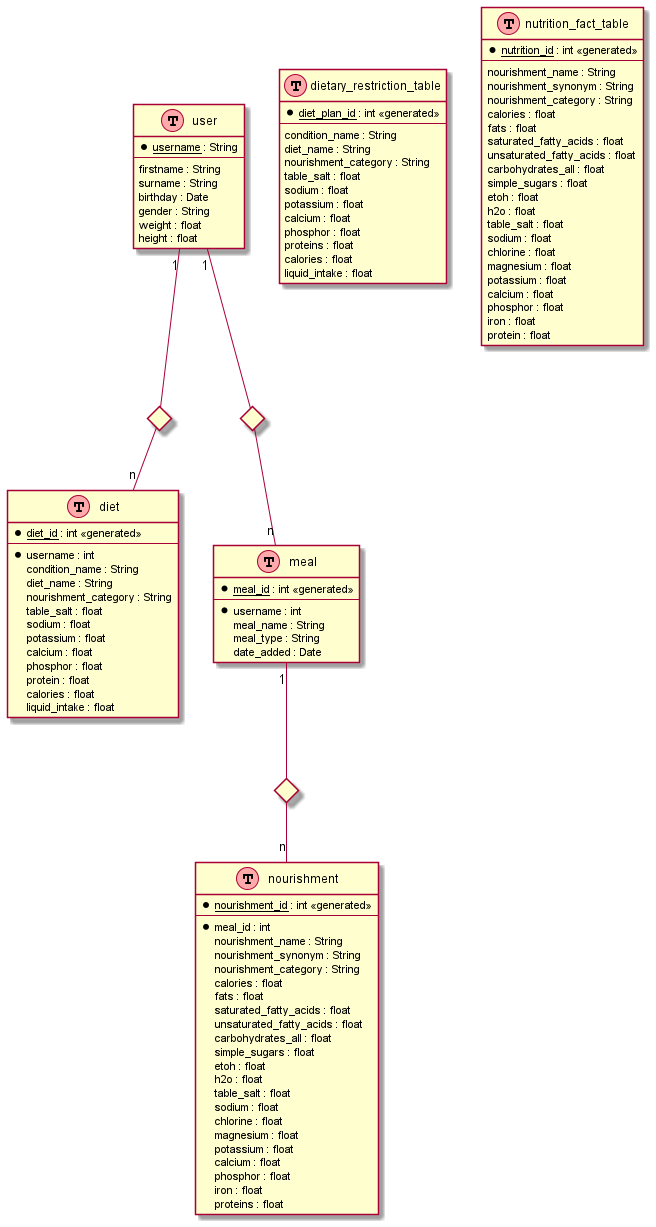 T nutrition_fact_table
nutrition_id : int «generated»
nourishment_name : String
nourishment_synonym : String
nourishment_category : String
calories : float
fats : float
saturated_fatty_acids : float
unsaturated_fatty_acids : float
carbohydrates_all : float
simple_sugars : float
etoh : float
h2o : float
table_salt : float
sodium : float
chlorine : float
magnesium : float
potassium : float
calcium : float
phosphor : float
iron : float
protein : float
T dietary_restriction_table
diet_plan_id : int «generated»
condition_name : String
diet_name : String
nourishment_category : String
table_salt : float
sodium : float
potassium : float
calcium : float
phosphor : float
proteins : float
calories : float
liquid_intake : float
T user
username : String
firstname : String
surname : String
birthday : Date
gender : String
weight : float
height : float
1
1
n
n
T diet
diet_id : int «generated»
username : int
condition_name : String
diet_name : String
nourishment_category : String
table_salt : float
sodium : float
potassium : float
calcium : float
phosphor : float
protein : float
calories : float
liquid_intake : float
T meal
meal_id : int «generated»
username : int
meal_name : String
meal_type : String
date_added : Date
1
n
T nourishment
nourishment_id : int «generated»
meal_id : int
nourishment_name : String
nourishment_synonym : String
nourishment_category : String
calories : float
fats : float
saturated_fatty_acids : float
unsaturated_fatty_acids : float
carbohydrates_all : float
simple_sugars : float
etoh : float
h2o : float
table_salt : float
sodium : float
chlorine : float
magnesium : float
potassium : float
calcium : float
phosphor : float
iron : float
proteins : float